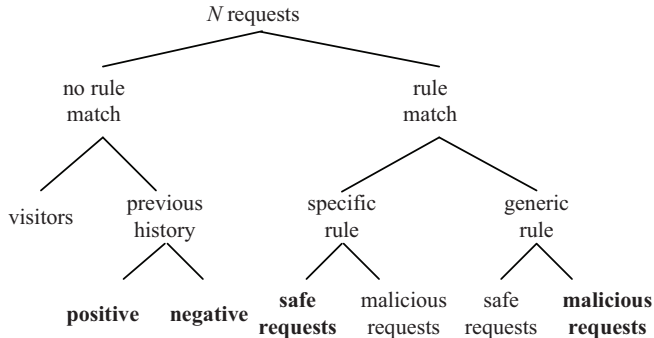 N requests
no rule
match
rule
match
visitors
previous
history
specific
rule
generic
rule
positive
negative
safe
requests
malicious
requests
safe
requests
malicious
requests